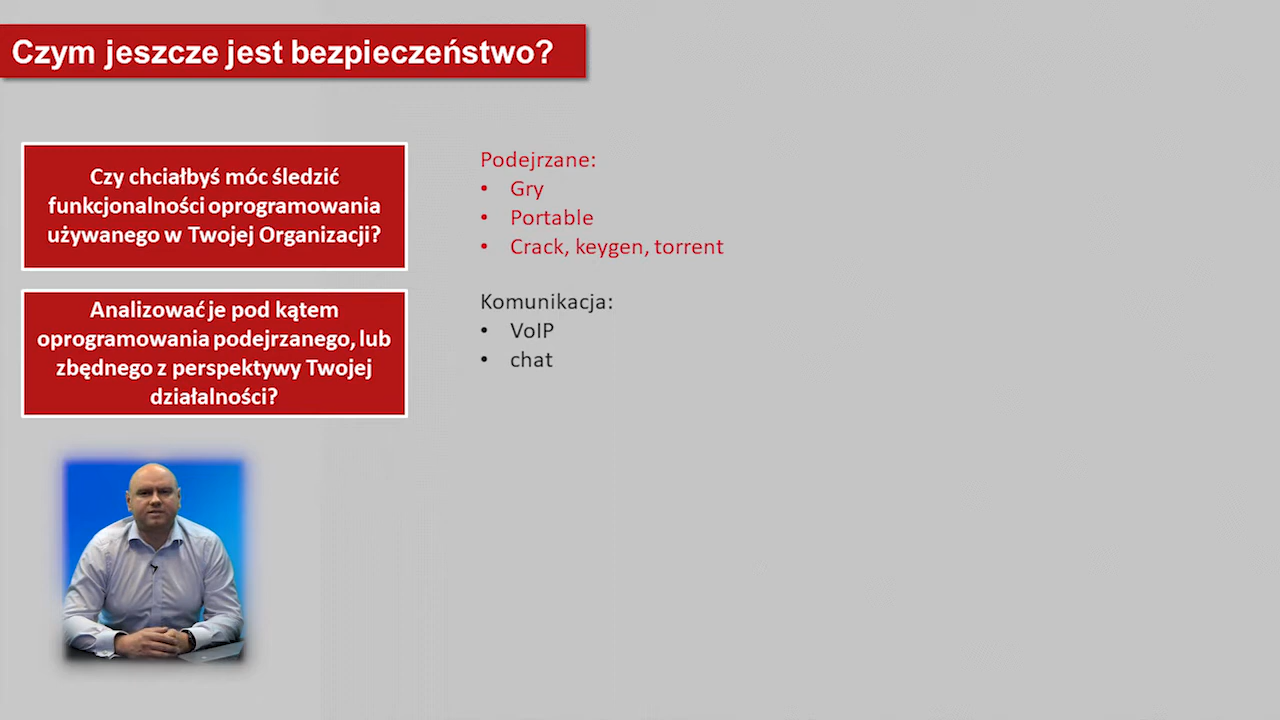 Czym jeszcze jest bezpieczeństwo?
Czy chciałbyś móc śledzić
funkcjonalności oprogramowania
używanego w Twojej Organizacji?
Analizować je pod kątem
oprogramowania podejrzanego, lub
zbędnego z perspektywy Twojej
działalności?
Podejrzane:
• Gry
• Portable
• Crack, keygen, torrent
Komunikacja:
• VoIP
• chat